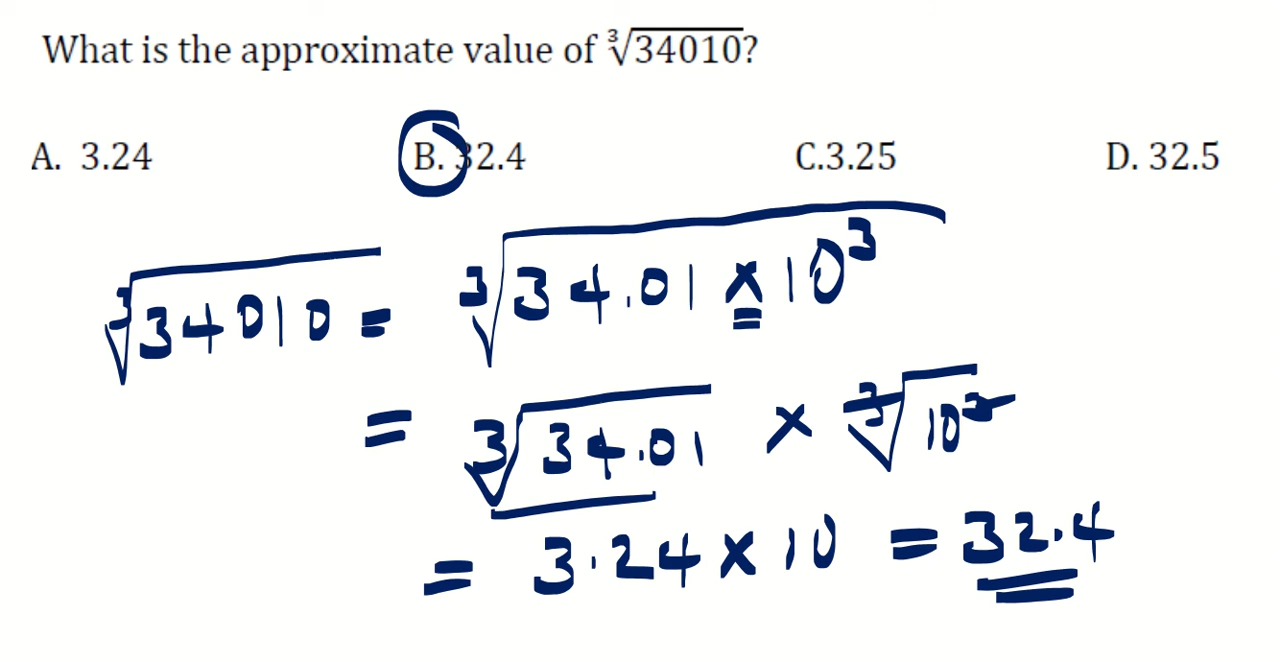 What is the approximate value of ∛34010?
A. 3.24 B. 32.4 C.3.25 D. 32.5
∛34010 = ∛34.01 × 10³
= ∛34.01 × ∛10³
= 3.24 × 10 = 32.4